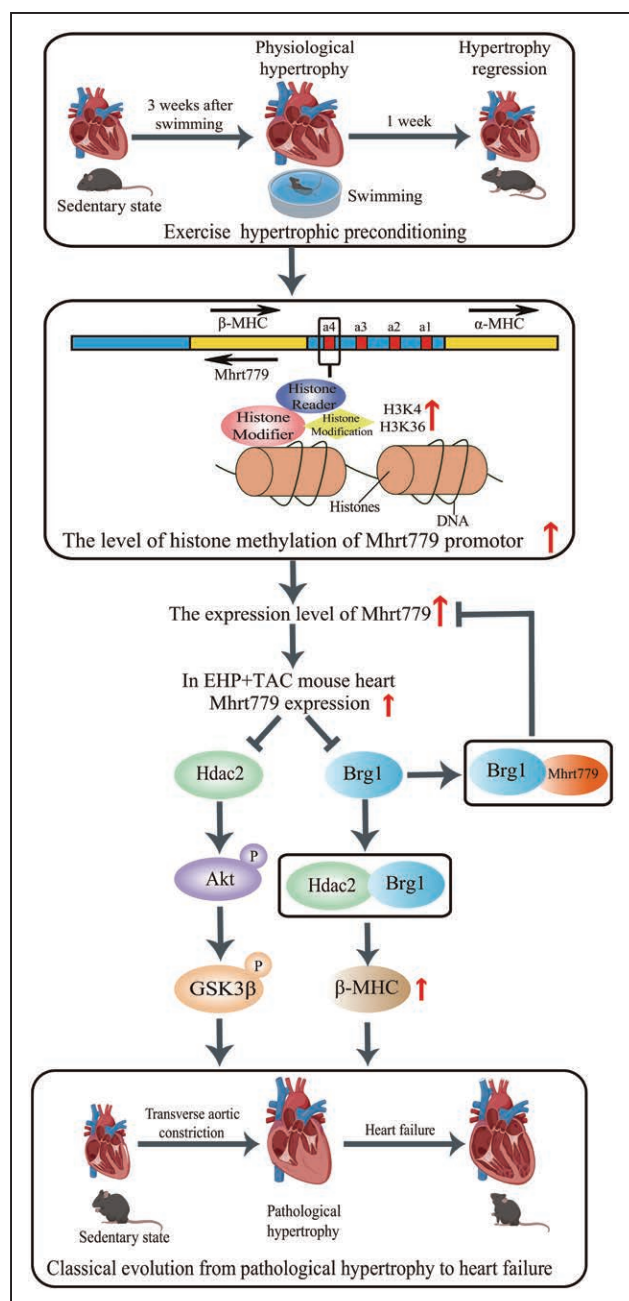 Physiological
hypertrophy
Hypertrophy
regression
3 weeks after
swimming
1 week
Sedentary state
Swimming
Exercise hypertrophic preconditioning
β-MHC
a4
a3
a2
a1
α-MHC
Mhrt779
Histone
Reader
Histone
Modifier
Histone
Modification
H3K4
H3K36
Histones
DNA
The level of histone methylation of Mhrt779 promotor
The expression level of Mhrt779
In EHP+TAC mouse heart
Mhrt779 expression
Hdac2
Brg1
Brg1
Mhrt779
P
Akt
Hdac2
Brg1
P
GSK3β
β-MHC
Transverse aortic
constriction
Heart failure
Sedentary state
Pathological
hypertrophy
Classical evolution from pathological hypertrophy to heart failure